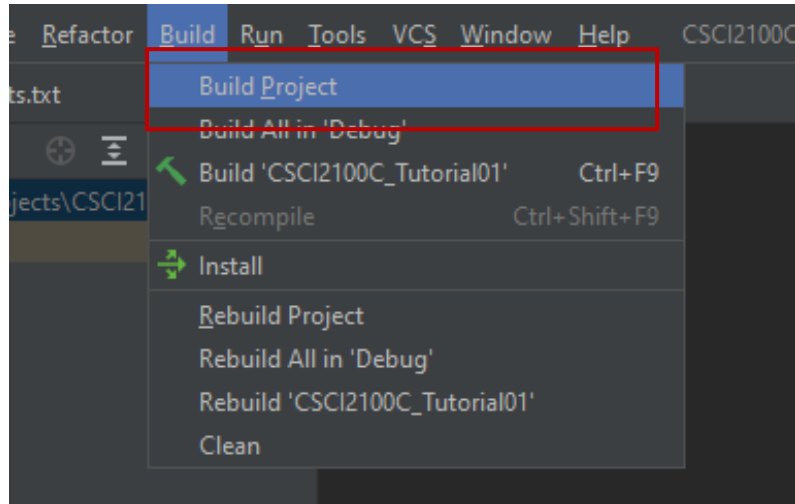 Refactor Build Run Tools VCS Window Help CSCI2100C
ts.txt
Build Project
Build All in 'Debug'
Build 'CSCI2100C_Tutorial01' Ctrl+F9
jects\CSCI21
Recompile Ctrl+Shift+F9
Install
Rebuild Project
Rebuild All in 'Debug'
Rebuild 'CSCI2100C_Tutorial01'
Clean